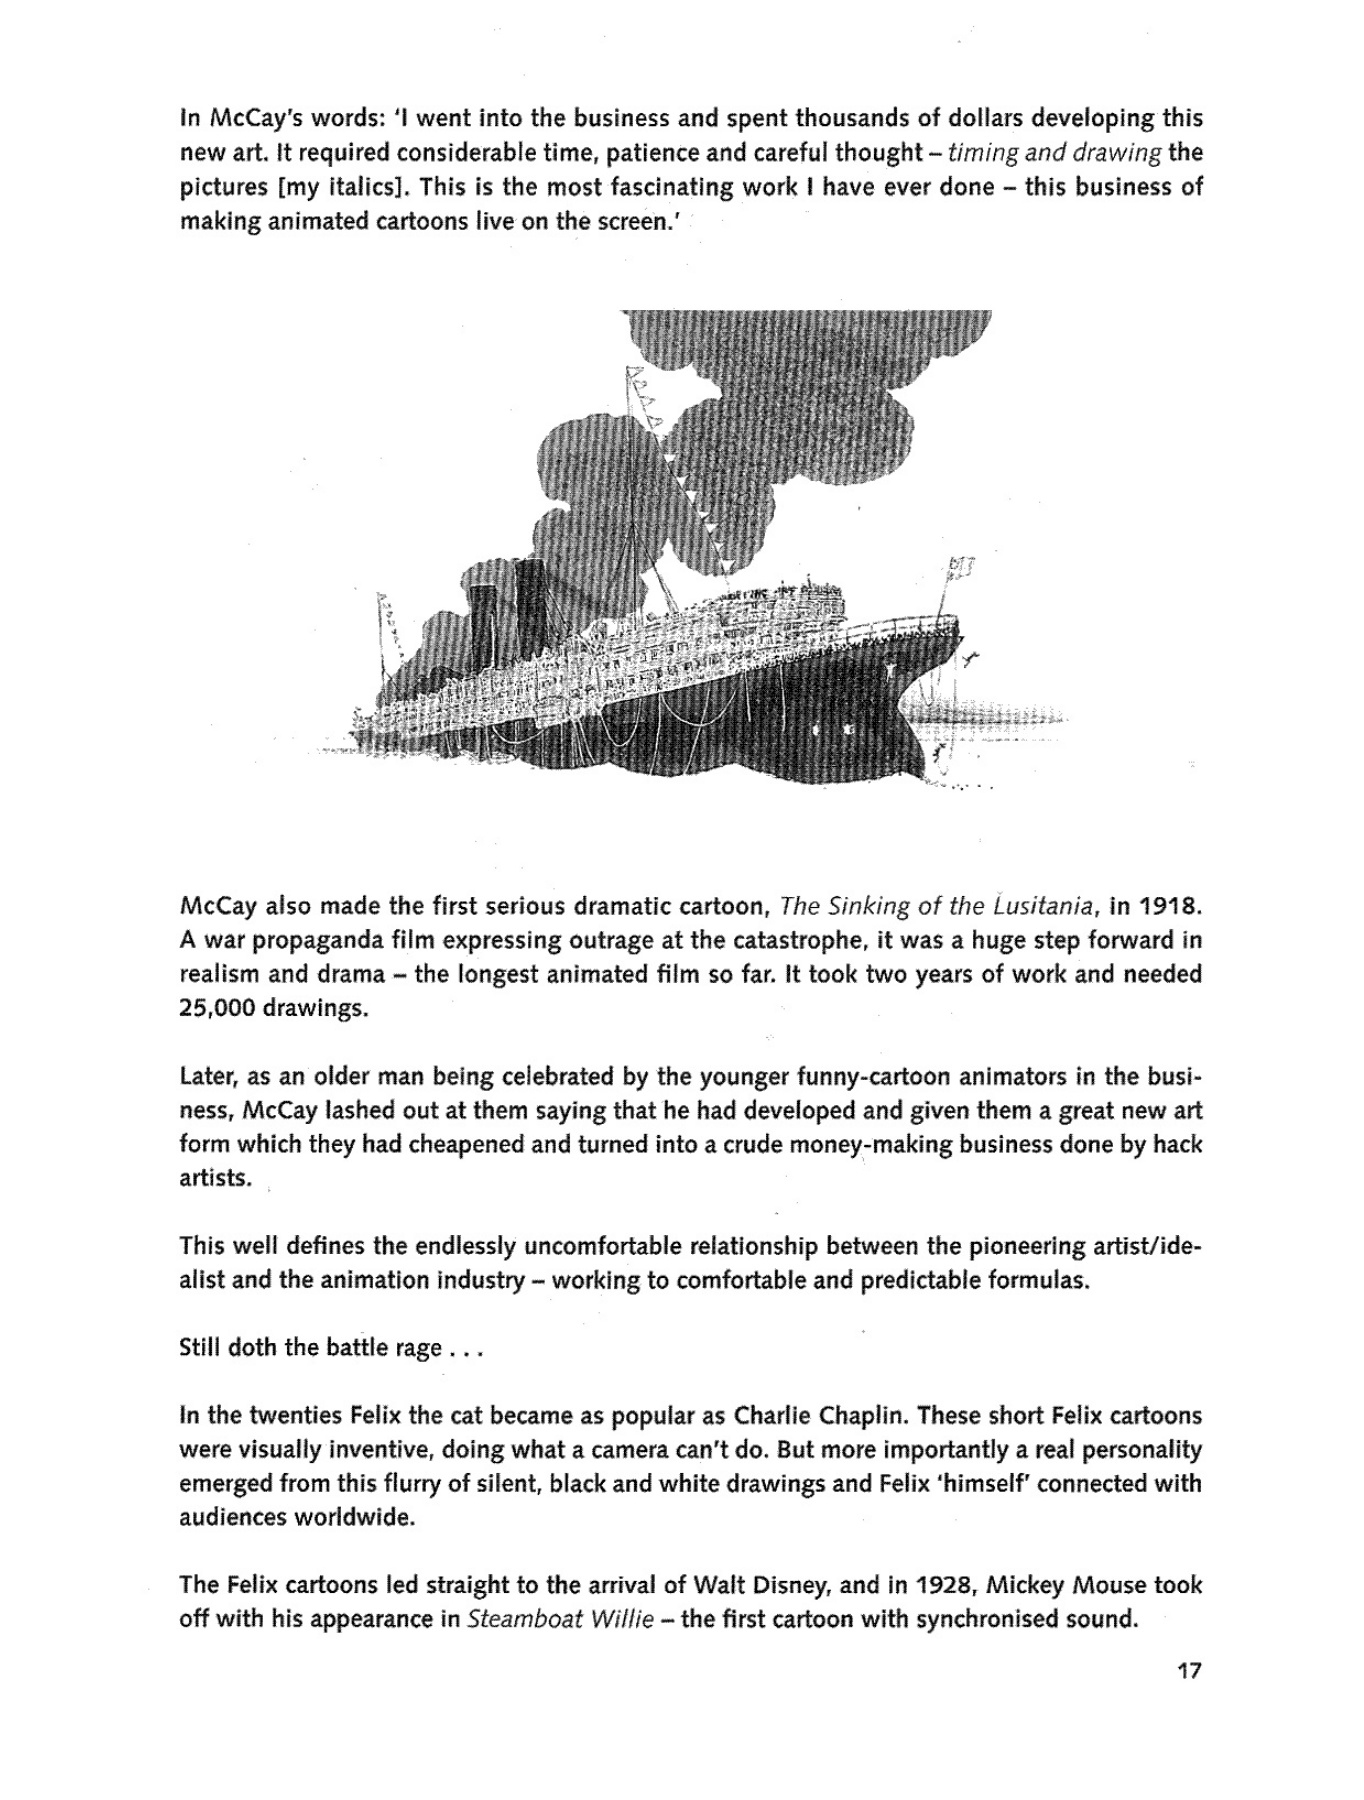 In McCay's words: 'I went into the business and spent thousands of dollars developing this
new art. It required considerable time, patience and careful thought – timing and drawing the
pictures [my italics]. This is the most fascinating work I have ever done – this business of
making animated cartoons live on the screen.'
McCay also made the first serious dramatic cartoon, The Sinking of the Lusitania, in 1918.
A war propaganda film expressing outrage at the catastrophe, it was a huge step forward in
realism and drama – the longest animated film so far. It took two years of work and needed
25,000 drawings.
Later, as an older man being celebrated by the younger funny-cartoon animators in the busi-
ness, McCay lashed out at them saying that he had developed and given them a great new art
form which they had cheapened and turned into a crude money-making business done by hack
artists.
This well defines the endlessly uncomfortable relationship between the pioneering artist/ide-
alist and the animation industry – working to comfortable and predictable formulas.
Still doth the battle rage . . .
In the twenties Felix the cat became as popular as Charlie Chaplin. These short Felix cartoons
were visually inventive, doing what a camera can't do. But more importantly a real personality
emerged from this flurry of silent, black and white drawings and Felix 'himself' connected with
audiences worldwide.
The Felix cartoons led straight to the arrival of Walt Disney, and in 1928, Mickey Mouse took
off with his appearance in Steamboat Willie – the first cartoon with synchronised sound.
17